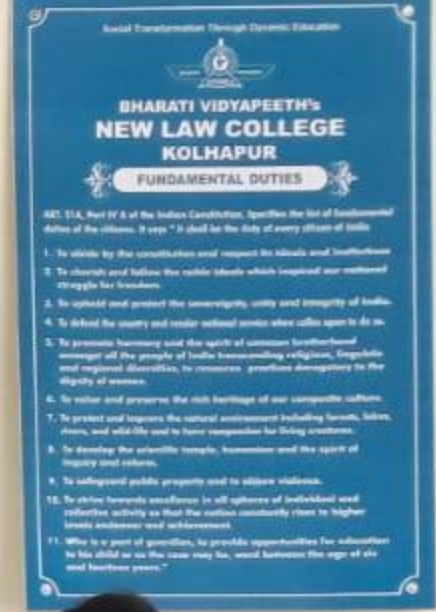 Social Transformation Through Dynamic Education
BHARATI VIDYAPEETH's
NEW LAW COLLEGE
KOLHAPUR
FUNDAMENTAL DUTIES
ART. 51A, Part IV A of the Indian Constitution, Specifies the list of fundamental
duties of the citizens. It says " it shall be the duty of every citizen of India
1. To abide by the constitution and respect its ideals and institutions
2. To cherish and follow the noble ideals which inspired our national
struggle for freedom.
3. To uphold and protect the sovereignty, unity and integrity of India.
4. To defend the country and render national service when called upon to do so.
5. To promote harmony and the spirit of common brotherhood
amongst all the people of India transcending religious, linguistic
and regional diversities, to renounce practices derogatory to the
dignity of women.
6. To value and preserve the rich heritage of our composite culture.
7. To protect and improve the natural environment including forests, lakes,
rivers, and wild-life and to have compassion for living creatures.
8. To develop the scientific temple, humanism and the spirit of
inquiry and reform.
9. To safeguard public property and to abjure violence.
10. To strive towards excellence in all spheres of individual and
collective activity so that the nation constantly rises to higher
levels endeavor and achievement.
11. Who is a part of guardian, to provide opportunities for education
to his child or as the case may be, word between the age of six
and fourteen years."